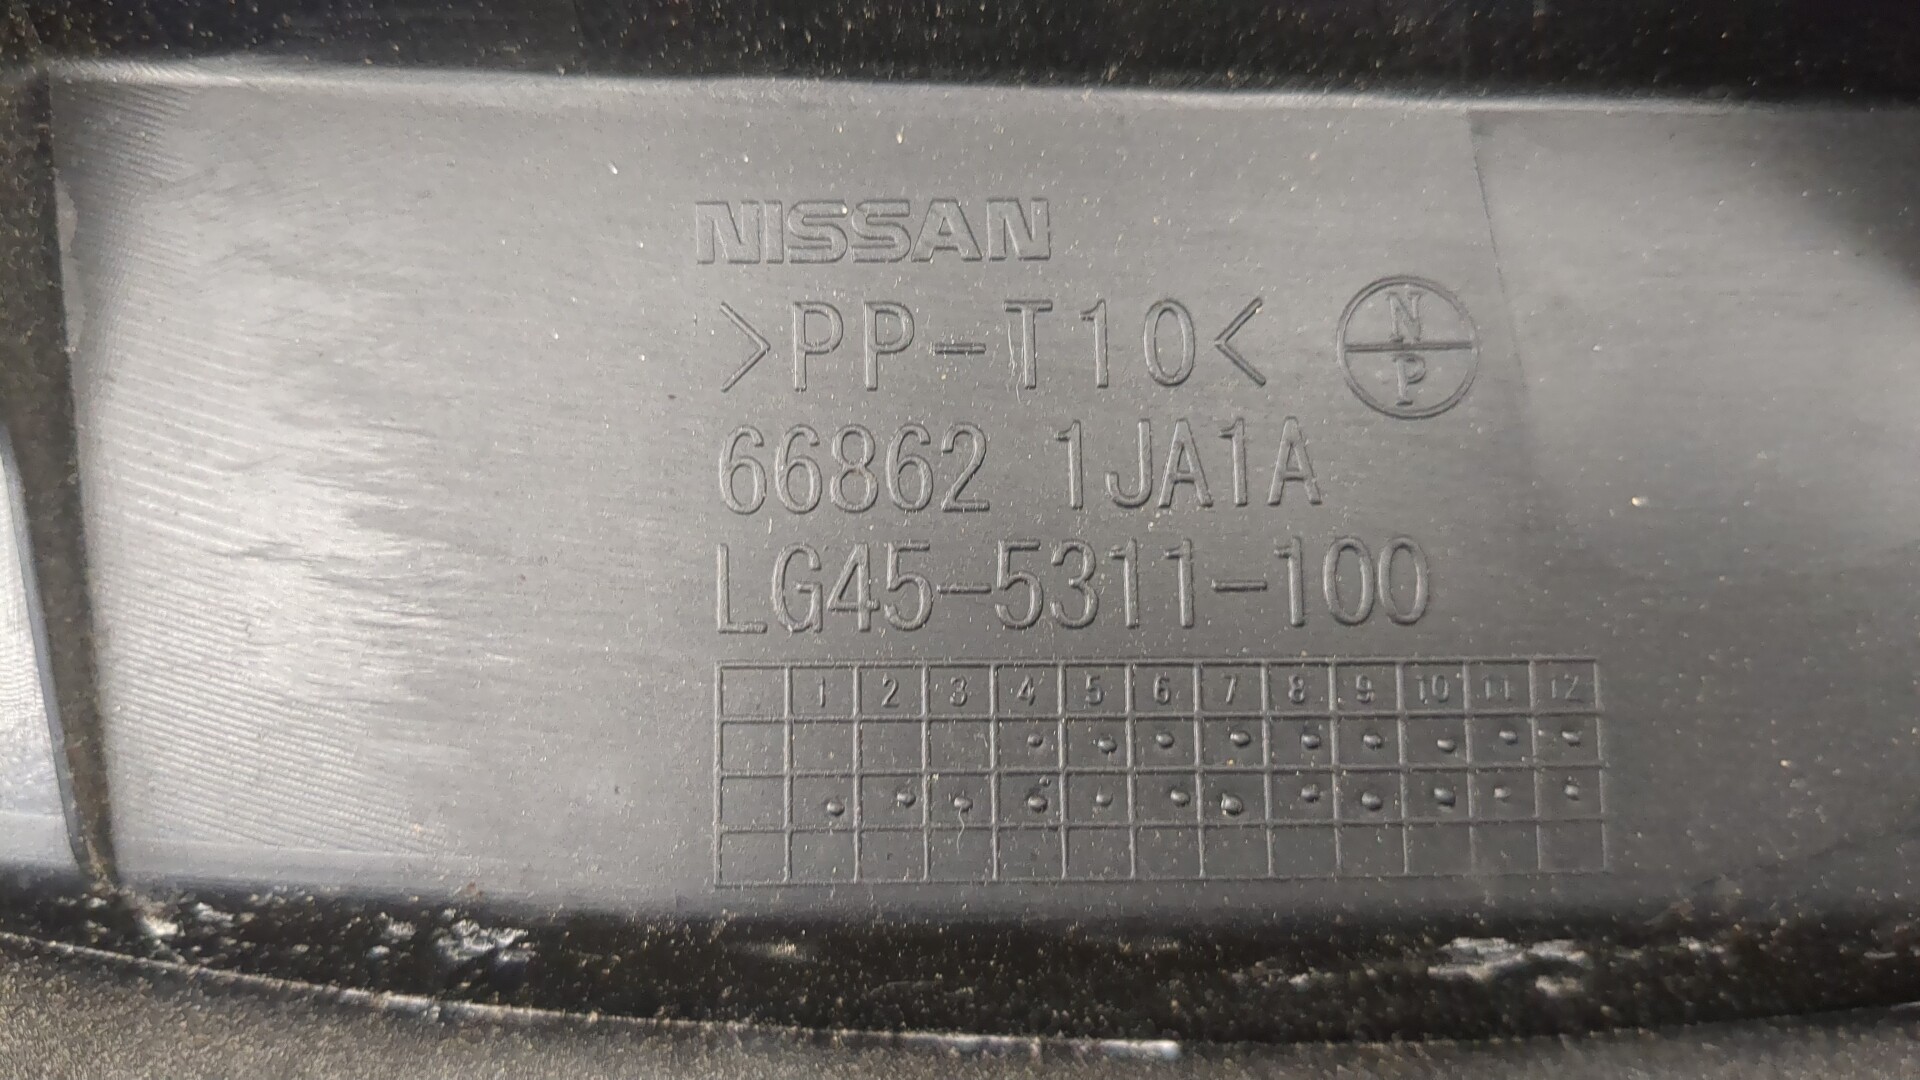 NISSAN
>PP-T10<
N
P
66862 1JA1A
LG45-5311-100
1 2 3 4 5 6 7 8 9 10 11 12